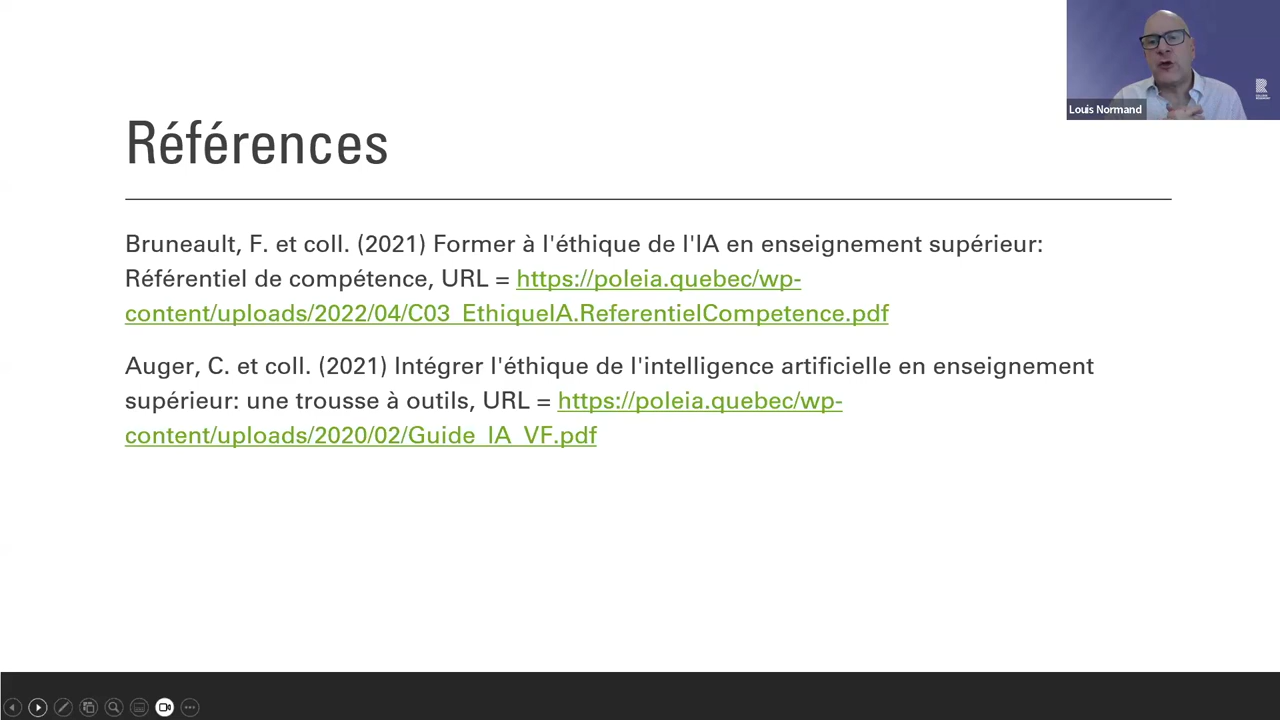 Louis Normand
Références
Bruneault, F. et coll. (2021) Former à l'éthique de l'IA en enseignement supérieur:
Référentiel de compétence, URL = https://poleia.quebec/wp-
content/uploads/2022/04/C03_EthiqueIA.ReferentielCompetence.pdf
Auger, C. et coll. (2021) Intégrer l'éthique de l'intelligence artificielle en enseignement
supérieur: une trousse à outils, URL = https://poleia.quebec/wp-
content/uploads/2020/02/Guide_IA_VF.pdf